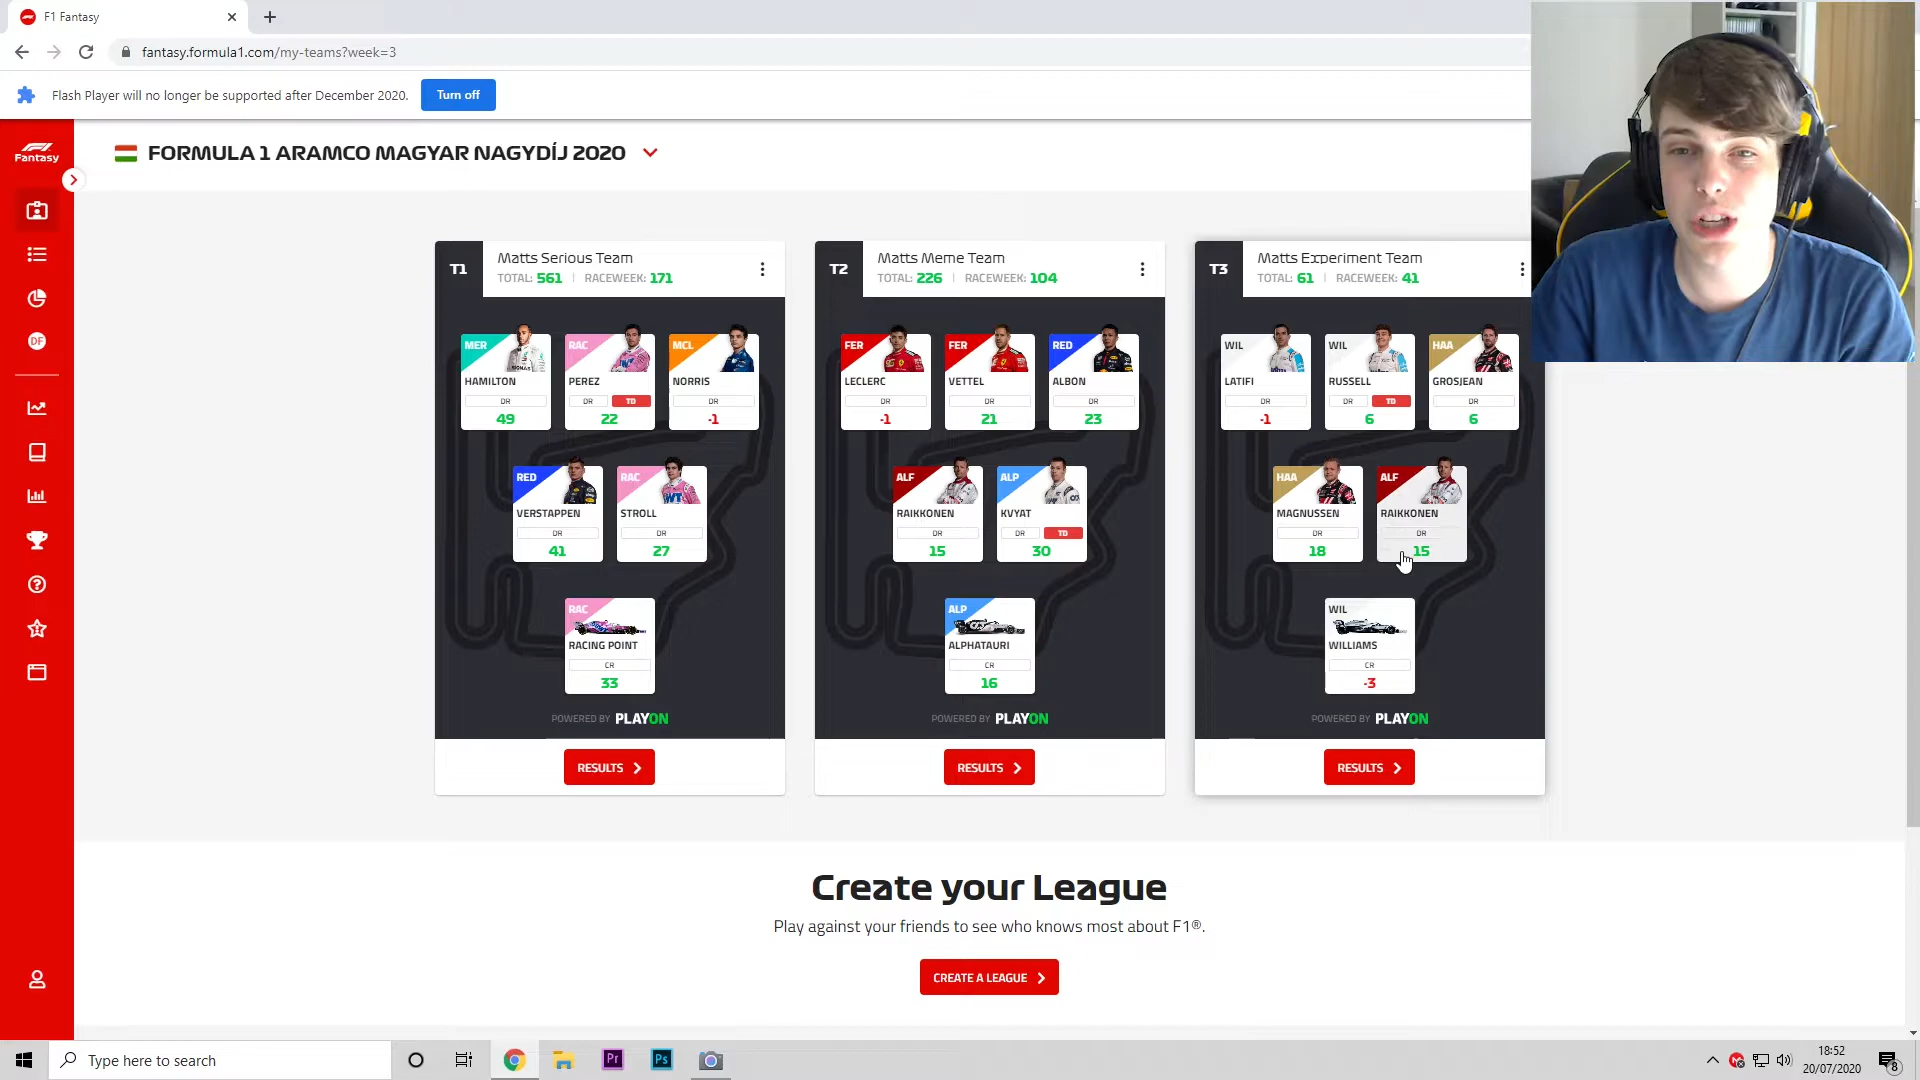 F1 Fantasy
fantasy.formula1.com/my-teams?week=3
Flash Player will no longer be supported after December 2020.
Turn off
Fantasy
FORMULA 1 ARAMCO MAGYAR NAGYDÍJ 2020
DF
T1
Matts Serious Team
TOTAL: 561 | RACEWEEK: 171
MER
HAMILTON
DR
49
RAC
PEREZ
DR TD
22
MCL
NORRIS
DR
-1
RED
VERSTAPPEN
DR
41
RAC
STROLL
DR
27
RAC
RACING POINT
CR
33
POWERED BY PLAYON
RESULTS
T2
Matts Meme Team
TOTAL: 226 | RACEWEEK: 104
FER
LECLERC
DR
-1
FER
VETTEL
DR
21
RED
ALBON
DR
23
ALF
RAIKKONEN
DR
15
ALP
KVYAT
DR TD
30
ALP
ALPHATAURI
CR
16
POWERED BY PLAYON
RESULTS
T3
Matts Experiment Team
TOTAL: 61 | RACEWEEK: 41
WIL
LATIFI
DR
-1
WIL
RUSSELL
DR TD
6
HAA
GROSJEAN
DR
6
HAA
MAGNUSSEN
DR
18
ALF
RAIKKONEN
DR
15
WIL
WILLIAMS
CR
-3
POWERED BY PLAYON
RESULTS
Create your League
Play against your friends to see who knows most about F1®.
CREATE A LEAGUE
Type here to search
Pr
Ps
18:52
20/07/2020
8